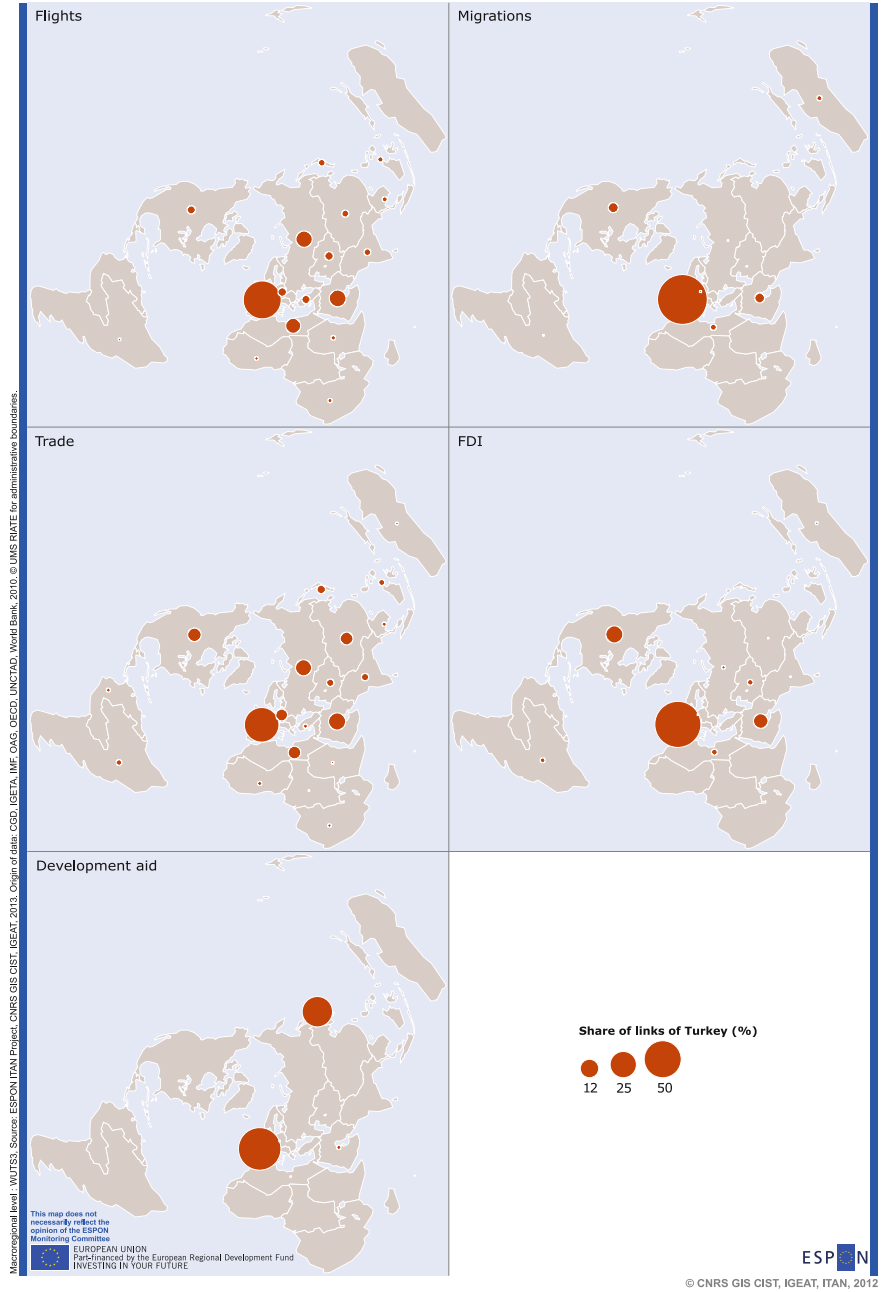 Flights
Migrations
Trade
FDI
Development aid
Share of links of Turkey (%)
12 25 50
Macroregional level : WUTS3, Source: ESPON ITAN Project, CNRS GIS CIST, IGEAT, 2013. Origin of data: CGD, IGETA, IMF, OAG, OECD, UNCTAD, World Bank, 2010. © UMS RIATE for administrative boundaries.
This map does not
necessarily reflect the
opinion of the ESPON
Monitoring Committee
EUROPEAN UNION
Part-financed by the European Regional Development Fund
INVESTING IN YOUR FUTURE
ESPON
© CNRS GIS CIST, IGEAT, ITAN, 2012